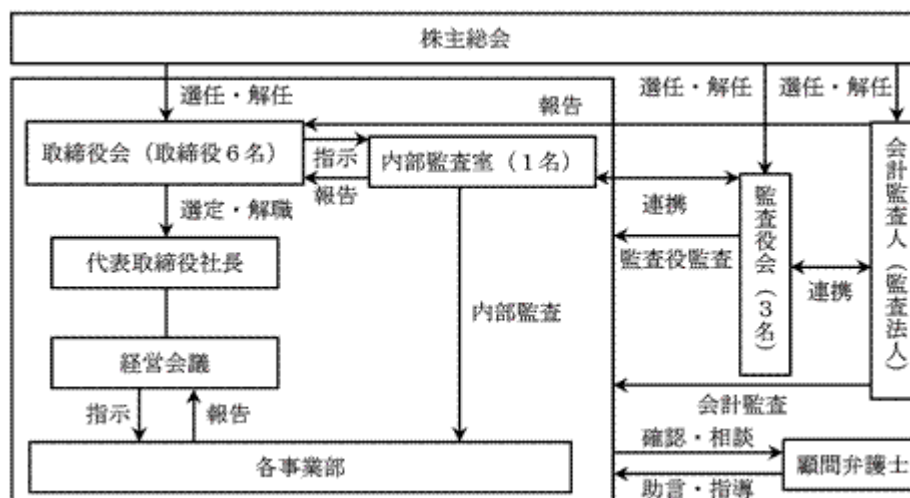 株主総会
選任・解任
選任・解任
選任・解任
報告
取締役会（取締役６名）
指示
報告
内部監査室（１名）
連携
監査役会（３名）
会計監査人（監査法人）
選定・解職
監査役監査
代表取締役社長
連携
内部監査
経営会議
指示
報告
会計監査
各事業部
確認・相談
助言・指導
顧問弁護士